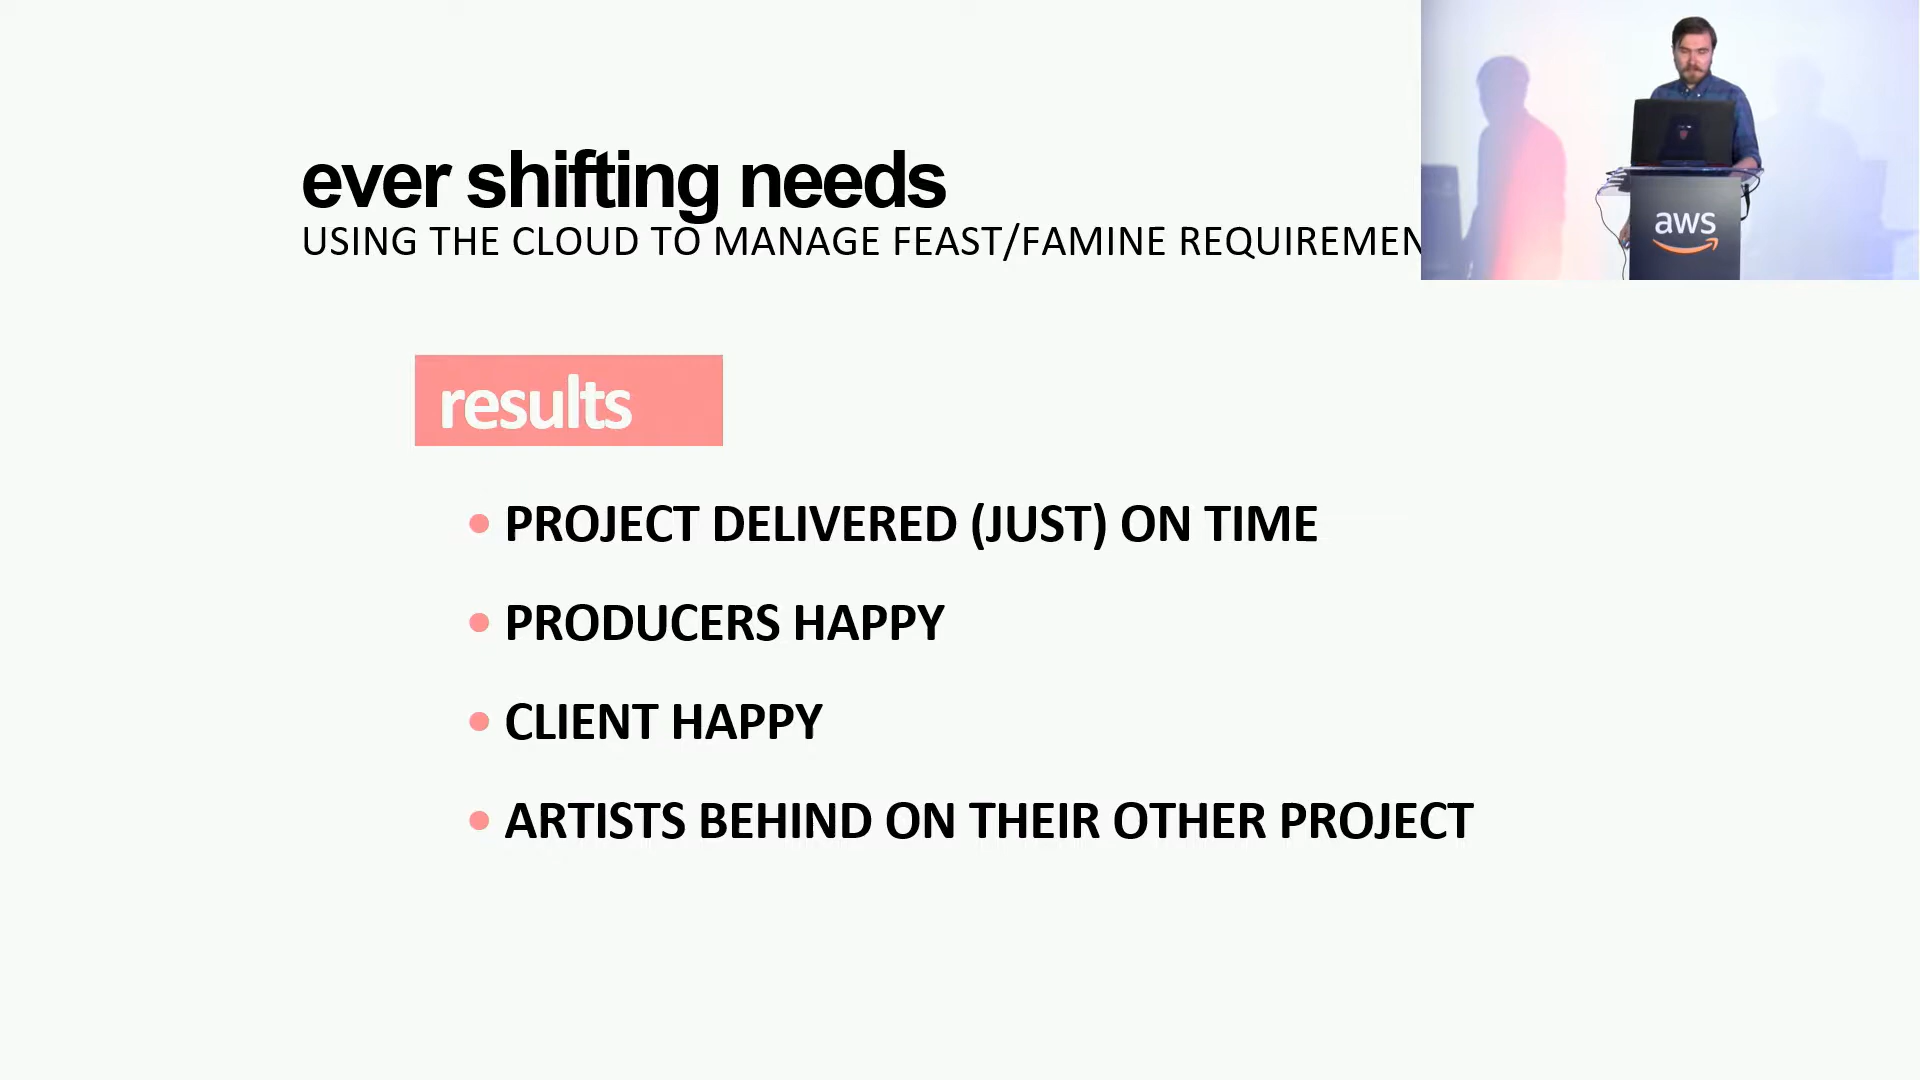 ever shifting needs
USING THE CLOUD TO MANAGE FEAST/FAMINE
aws
results
• PROJECT DELIVERED (JUST) ON TIME
• PRODUCERS HAPPY
• CLIENT HAPPY
• ARTISTS BEHIND ON THEIR OTHER PROJECT